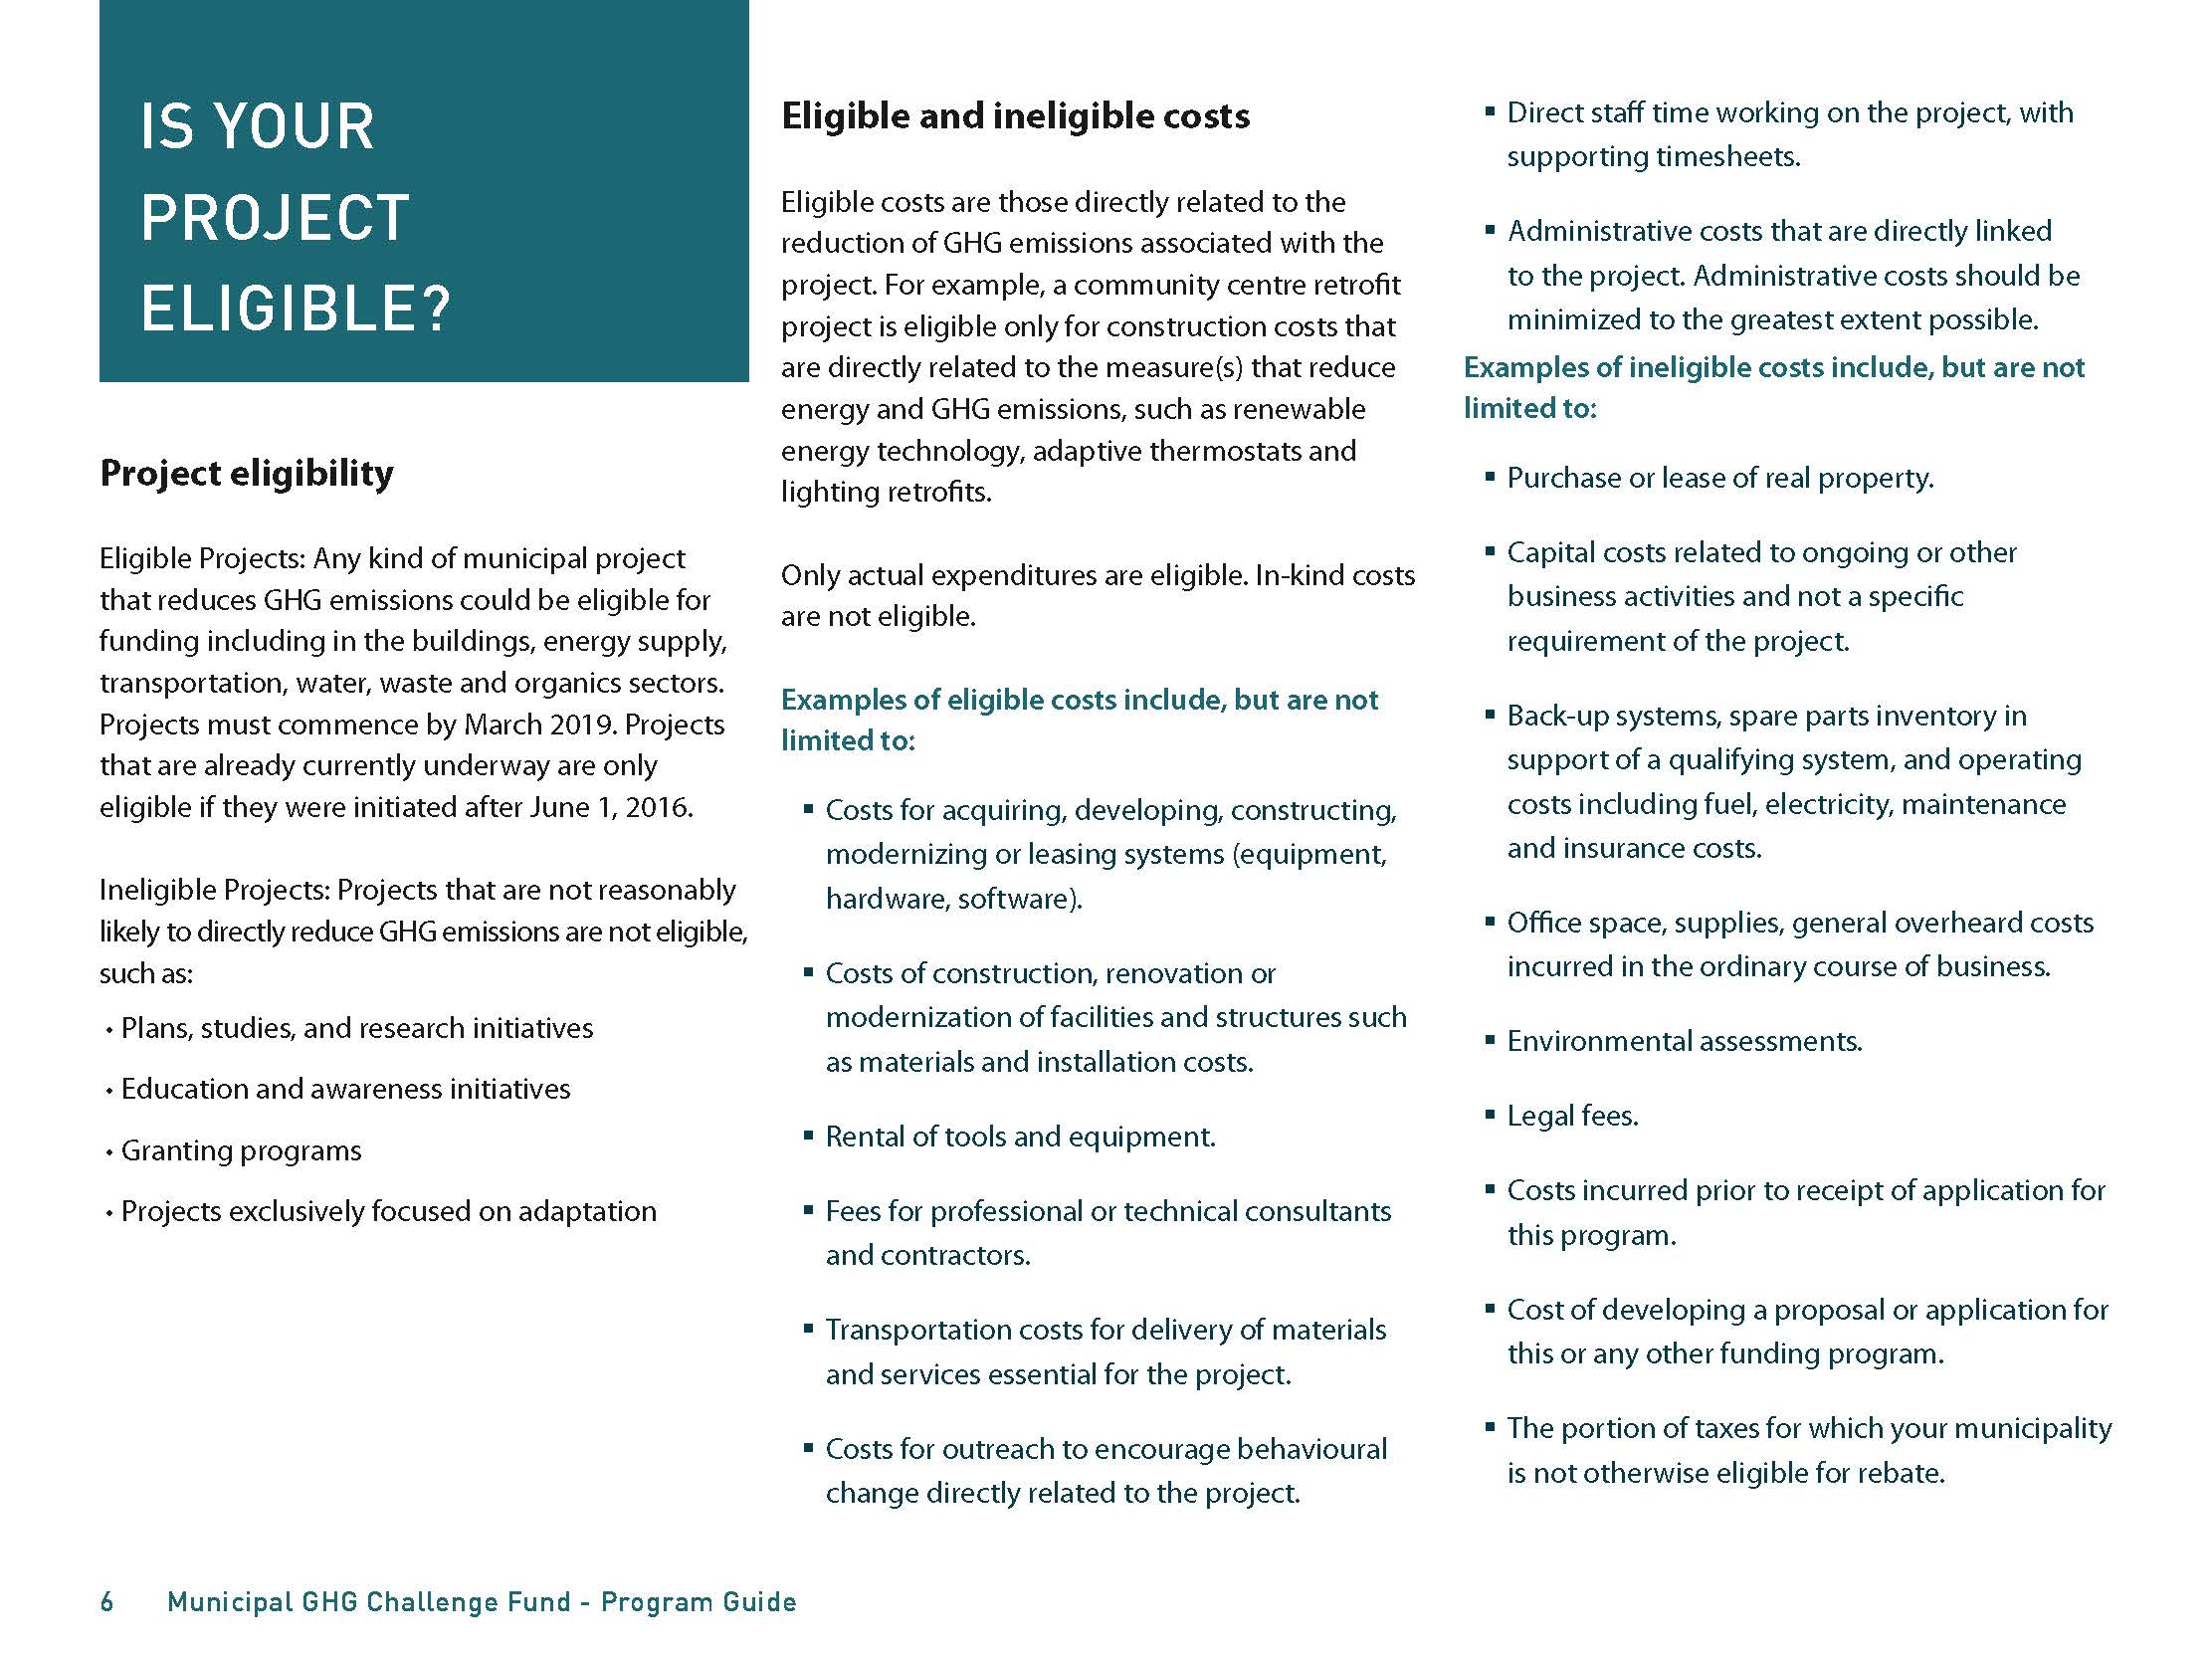 IS YOUR
PROJECT
ELIGIBLE?
Project eligibility
Eligible Projects: Any kind of municipal project
that reduces GHG emissions could be eligible for
funding including in the buildings, energy supply,
transportation, water, waste and organics sectors.
Projects must commence by March 2019. Projects
that are already currently underway are only
eligible if they were initiated after June 1, 2016.
Ineligible Projects: Projects that are not reasonably
likely to directly reduce GHG emissions are not eligible,
such as:
• Plans, studies, and research initiatives
• Education and awareness initiatives
• Granting programs
• Projects exclusively focused on adaptation
Eligible and ineligible costs
Eligible costs are those directly related to the
reduction of GHG emissions associated with the
project. For example, a community centre retrofit
project is eligible only for construction costs that
are directly related to the measure(s) that reduce
energy and GHG emissions, such as renewable
energy technology, adaptive thermostats and
lighting retrofits.
Only actual expenditures are eligible. In-kind costs
are not eligible.
Examples of eligible costs include, but are not
limited to:
▪ Costs for acquiring, developing, constructing,
modernizing or leasing systems (equipment,
hardware, software).
▪ Costs of construction, renovation or
modernization of facilities and structures such
as materials and installation costs.
▪ Rental of tools and equipment.
▪ Fees for professional or technical consultants
and contractors.
▪ Transportation costs for delivery of materials
and services essential for the project.
▪ Costs for outreach to encourage behavioural
change directly related to the project.
▪ Direct staff time working on the project, with
supporting timesheets.
▪ Administrative costs that are directly linked
to the project. Administrative costs should be
minimized to the greatest extent possible.
Examples of ineligible costs include, but are not
limited to:
▪ Purchase or lease of real property.
▪ Capital costs related to ongoing or other
business activities and not a specific
requirement of the project.
▪ Back-up systems, spare parts inventory in
support of a qualifying system, and operating
costs including fuel, electricity, maintenance
and insurance costs.
▪ Office space, supplies, general overheard costs
incurred in the ordinary course of business.
▪ Environmental assessments.
▪ Legal fees.
▪ Costs incurred prior to receipt of application for
this program.
▪ Cost of developing a proposal or application for
this or any other funding program.
▪ The portion of taxes for which your municipality
is not otherwise eligible for rebate.
6 Municipal GHG Challenge Fund - Program Guide